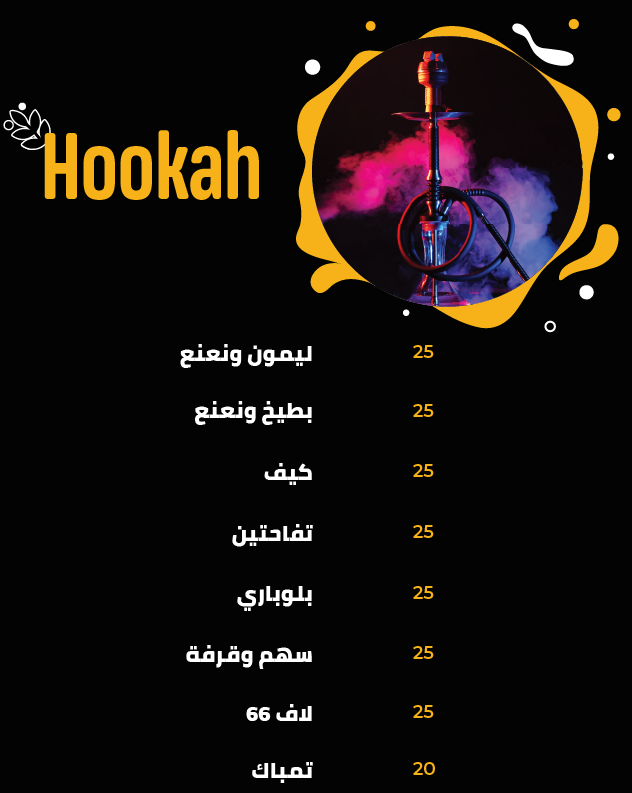 Hookah
ليمون ونعنع 25
بطيخ ونعنع 25
كيف 25
تفاحتين 25
بلوباري 25
سهم وقرفة 25
لاف 66 25
تمباك 20